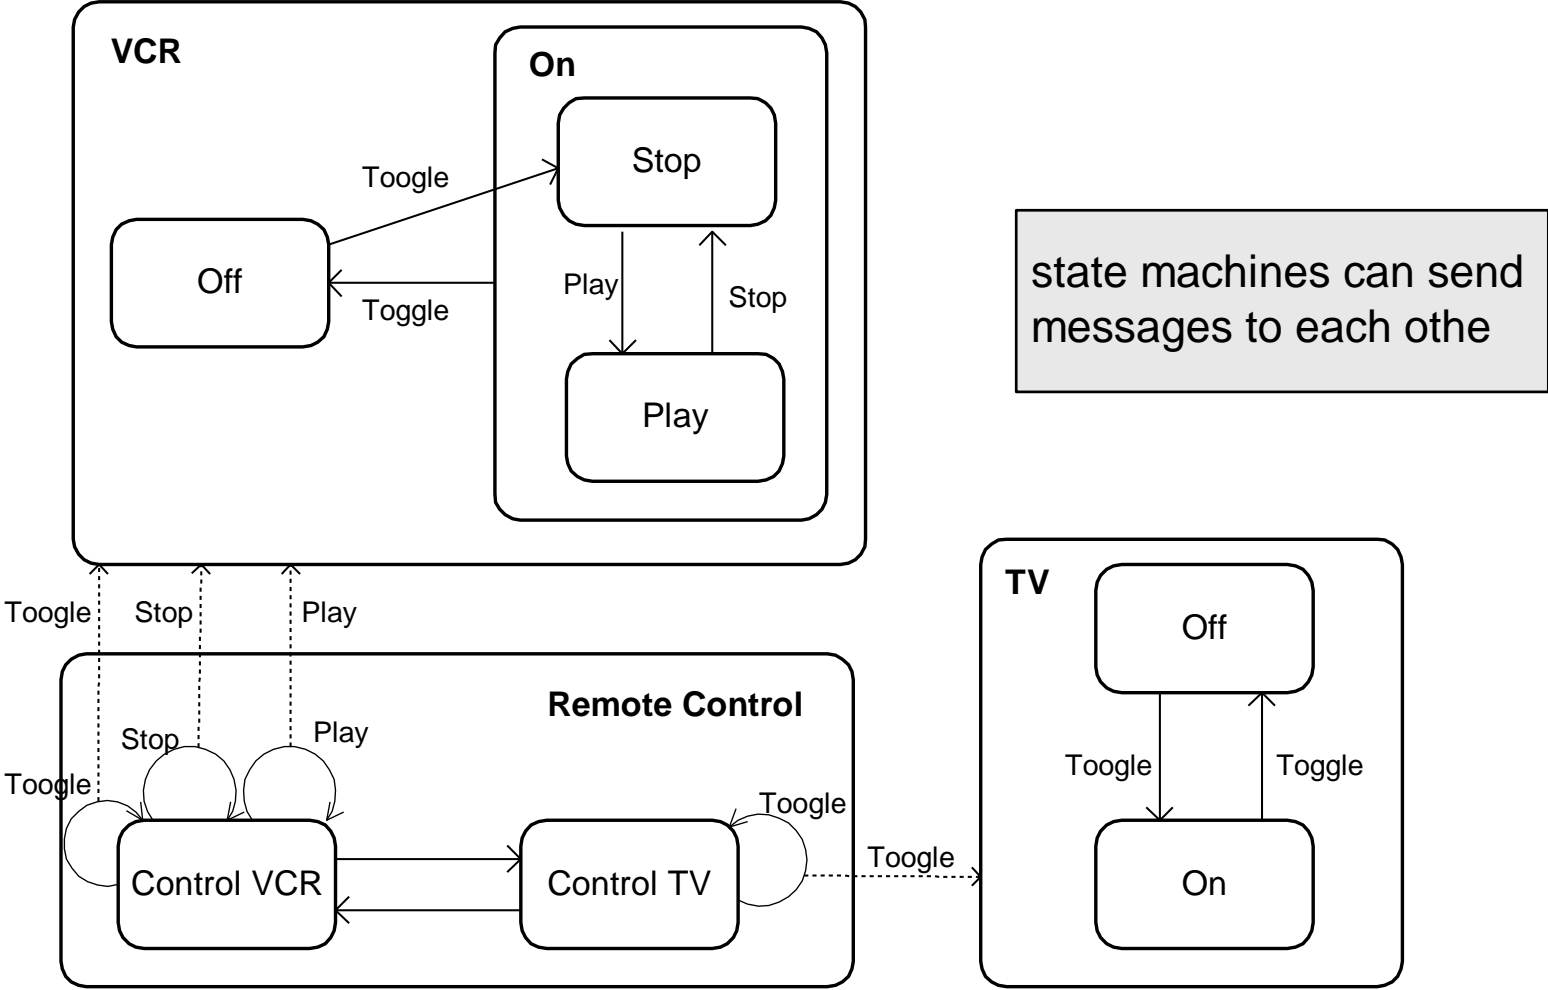 VCR
On
Stop
Toogle
Off
Toggle
Play
Stop
Play
state machines can send
messages to each othe
Toogle
Stop
Play
TV
Off
Toogle
Toggle
On
Remote Control
Stop
Play
Toogle
Toogle
Toogle
Control VCR
Control TV